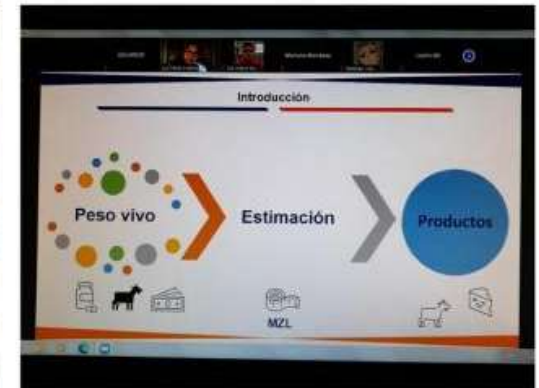 Introducción
Peso vivo
Estimación
Productos
MZL